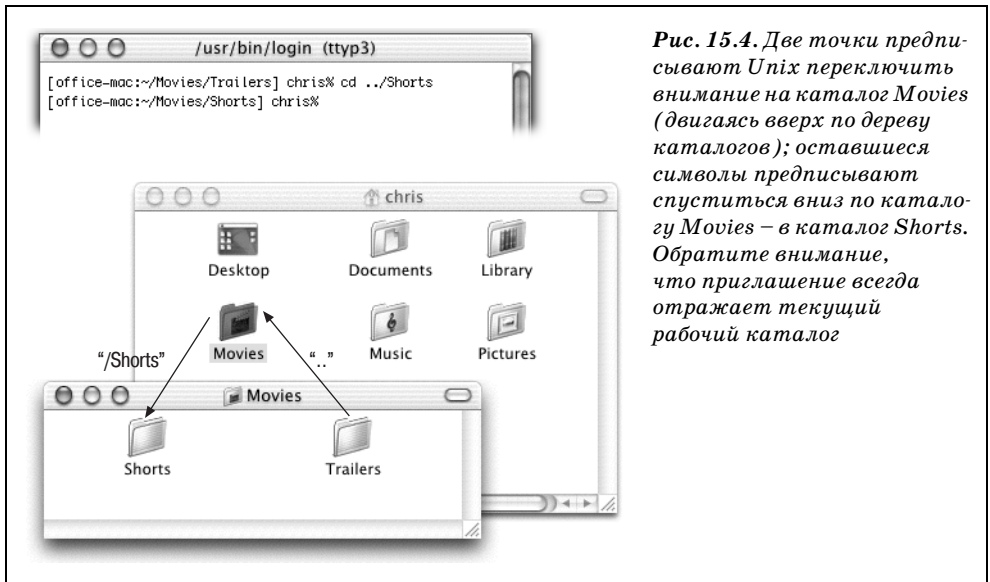 /usr/bin/login (ttyp3)
[office-mac:~/Movies/Trailers] chris% cd ../Shorts
[office-mac:~/Movies/Shorts] chris%
chris
Desktop
Documents
Library
Movies
Music
Pictures
"/Shorts"
".."
Movies
Shorts
Trailers
Рис. 15.4. Две точки предпи-
сывают Unix переключить
внимание на каталог Movies
(двигаясь вверх по дереву
каталогов); оставшиеся
символы предписывают
спуститься вниз по катало-
гу Movies – в каталог Shorts.
Обратите внимание,
что приглашение всегда
отражает текущий
рабочий каталог